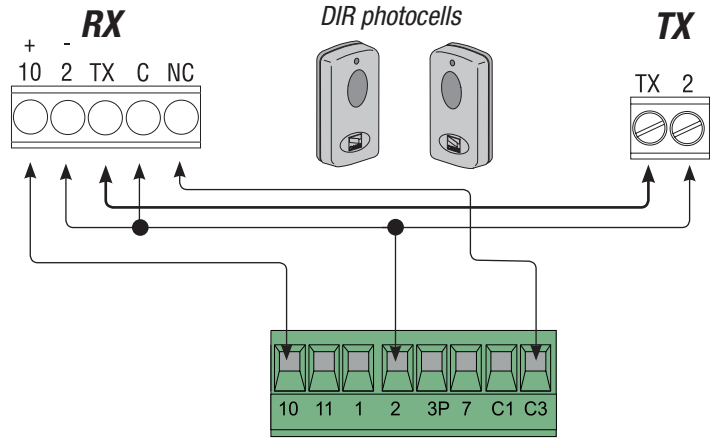 RX
DIR photocells
TX
+ -
10 2 TX C NC
TX 2
10 11 1 2 3P 7 C1 C3